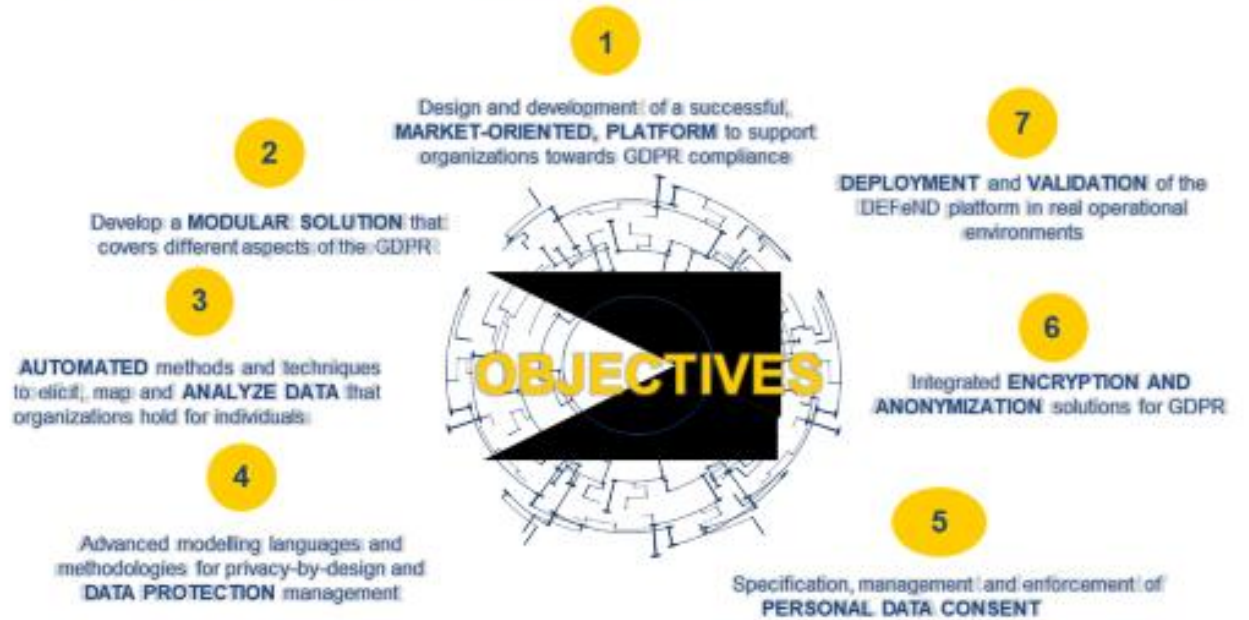 1
Design and development of a successful,
MARKET-ORIENTED, PLATFORM to support
organizations towards GDPR compliance
2
Develop a MODULAR SOLUTION that
covers different aspects of the GDPR
3
AUTOMATED methods and techniques
to elicit, map and ANALYZE DATA that
organizations hold for individuals
4
Advanced modelling languages and
methodologies for privacy-by-design and
DATA PROTECTION management
5
Specification, management and enforcement of
PERSONAL DATA CONSENT
6
Integrated ENCRYPTION AND
ANONYMIZATION solutions for GDPR
7
DEPLOYMENT and VALIDATION of the
DEFeND platform in real operational
environments
OBJECTIVES